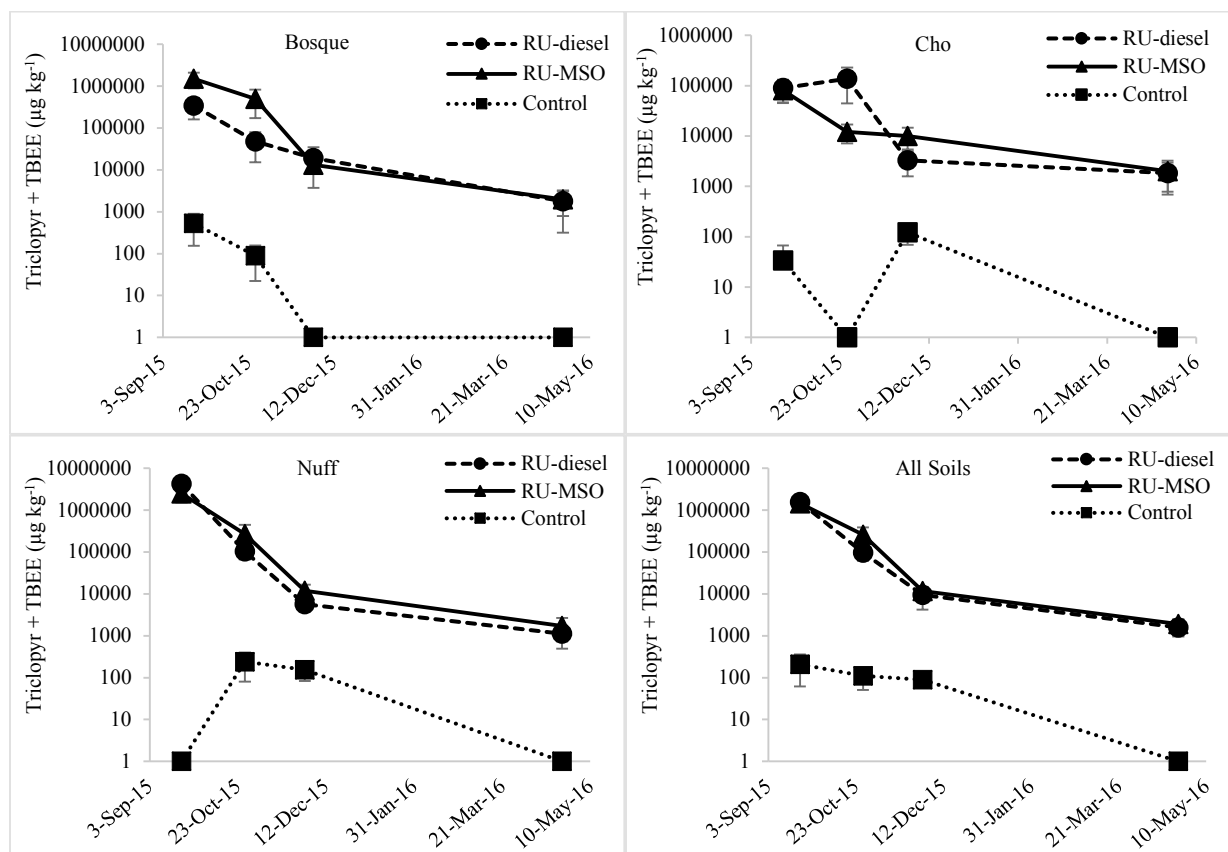 Bosque
RU-diesel
RU-MSO
Control
Triclopyr + TBEE (µg kg-1)
10000000
1000000
100000
10000
1000
100
10
1
3-Sep-15
23-Oct-15
12-Dec-15
31-Jan-16
21-Mar-16
10-May-16
Cho
RU-diesel
RU-MSO
Control
Triclopyr + TBEE (µg kg-1)
1000000
100000
10000
1000
100
10
1
3-Sep-15
23-Oct-15
12-Dec-15
31-Jan-16
21-Mar-16
10-May-16
Nuff
RU-diesel
RU-MSO
Control
Triclopyr + TBEE (µg kg-1)
10000000
1000000
100000
10000
1000
100
10
1
3-Sep-15
23-Oct-15
12-Dec-15
31-Jan-16
21-Mar-16
10-May-16
All Soils
RU-diesel
RU-MSO
Control
Triclopyr + TBEE (µg kg-1)
10000000
1000000
100000
10000
1000
100
10
1
3-Sep-15
23-Oct-15
12-Dec-15
31-Jan-16
21-Mar-16
10-May-16